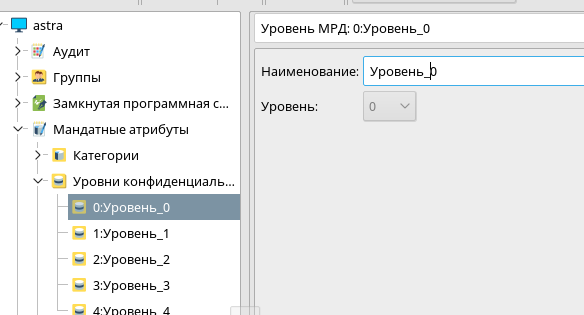 astra
Аудит
Группы
Замкнутая программная с...
Мандатные атрибуты
Категории
Уровни конфиденциаль...
0:Уровень_0
1:Уровень_1
2:Уровень_2
3:Уровень_3
4:Уровень_4
Уровень МРД: 0:Уровень_0
Наименование: Уровень_0
Уровень: 0